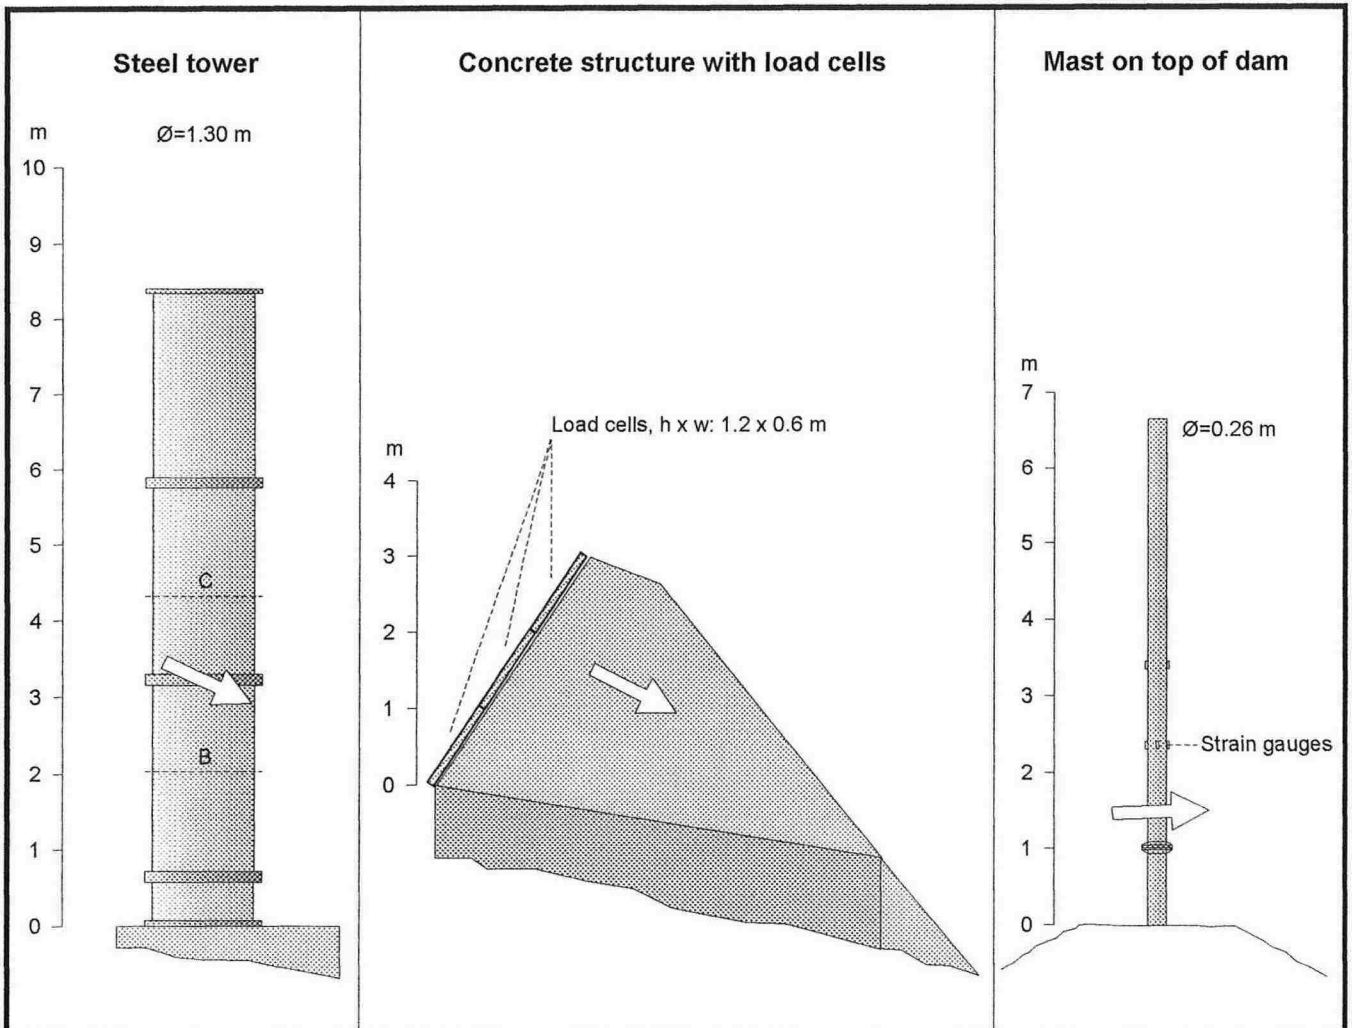 Steel tower
Concrete structure with load cells
Mast on top of dam
m
Ø=1.30 m
10
9
8
7
6
5
4
3
2
1
0
C
B
Load cells, h x w: 1.2 x 0.6 m
m
4
3
2
1
0
m
7
6
5
4
3
2
1
0
Ø=0.26 m
Strain gauges